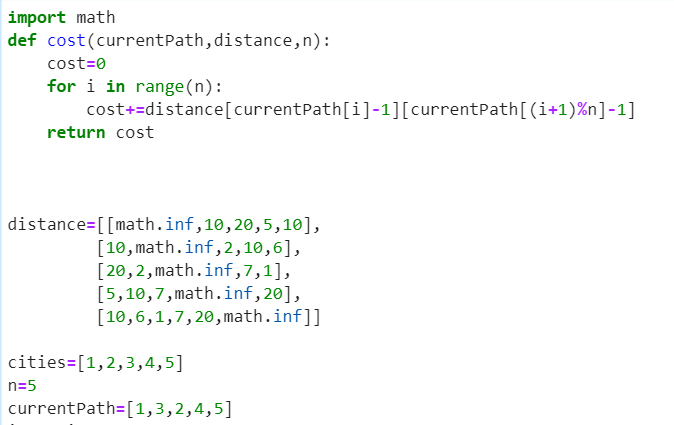 import math
def cost(currentPath,distance,n):
    cost=0
    for i in range(n):
        cost+=distance[currentPath[i]-1][currentPath[(i+1)%n]-1]
    return cost
distance=[[math.inf,10,20,5,10],
         [10,math.inf,2,10,6],
         [20,2,math.inf,7,1],
         [5,10,7,math.inf,20],
         [10,6,1,7,20,math.inf]]
cities=[1,2,3,4,5]
n=5
currentPath=[1,3,2,4,5]